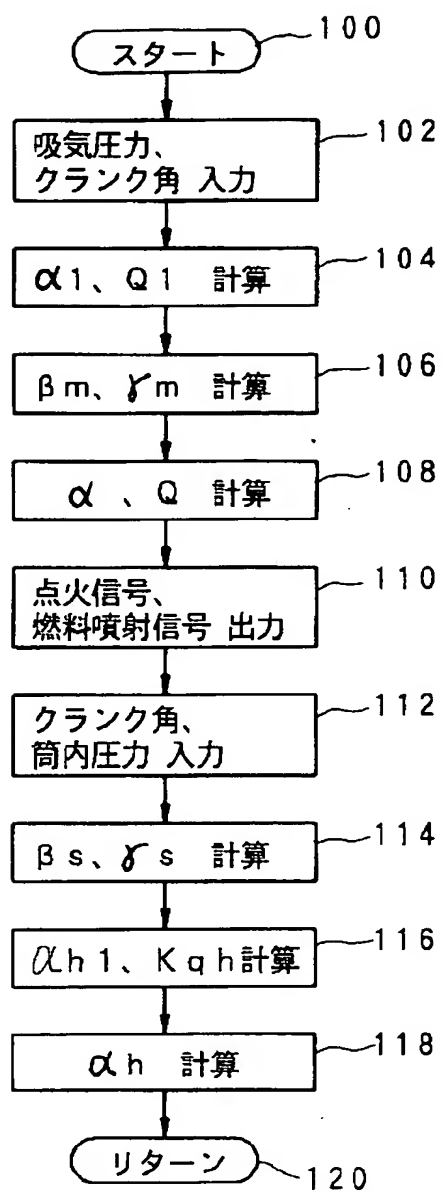 スタート
100
吸気圧力、
クランク角 入力
102
α1、Q1 計算
104
βm、γm 計算
106
α 、Q 計算
108
点火信号、
燃料噴射信号 出力
110
クランク角、
筒内圧力 入力
112
βs、γs 計算
114
αh1、Kqh計算
116
αh 計算
118
リターン
120